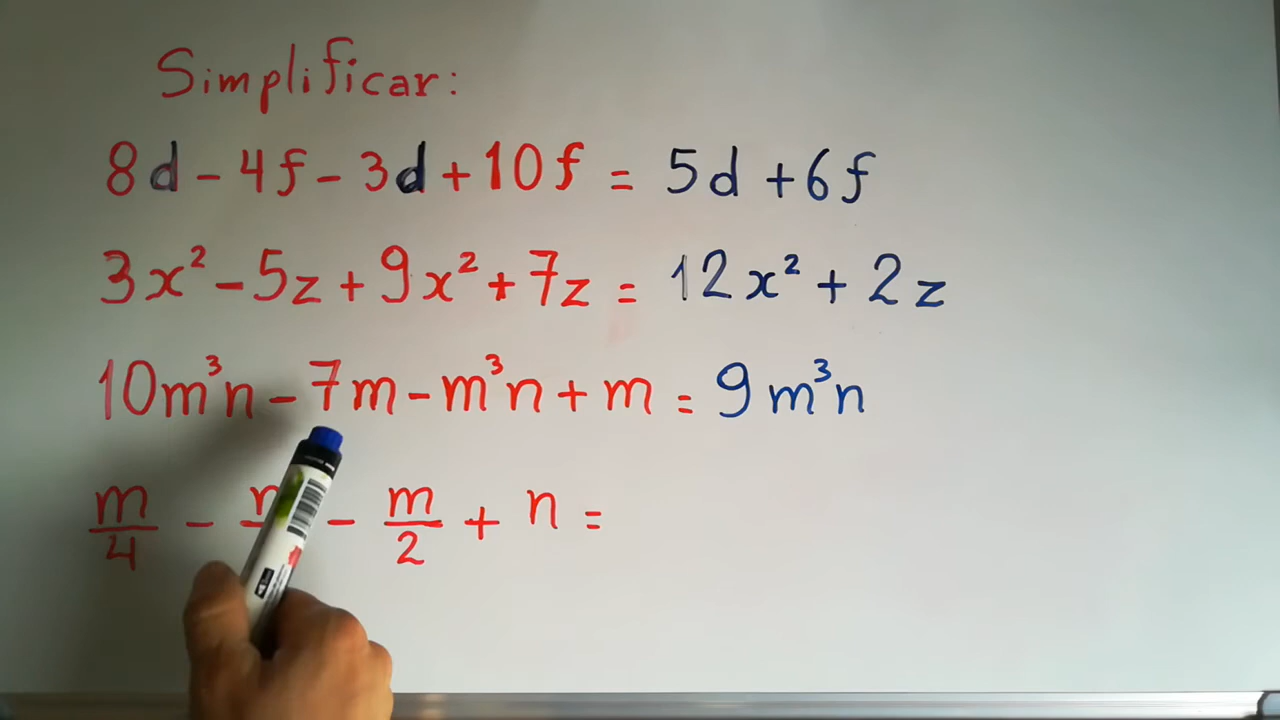 Simplificar:
8d - 4f - 3d + 10f = 5d + 6f
3x² - 5z + 9x² + 7z = 12x² + 2z
10m³n - 7m - m³n + m = 9m³n
m/4 - n - m/2 + n =